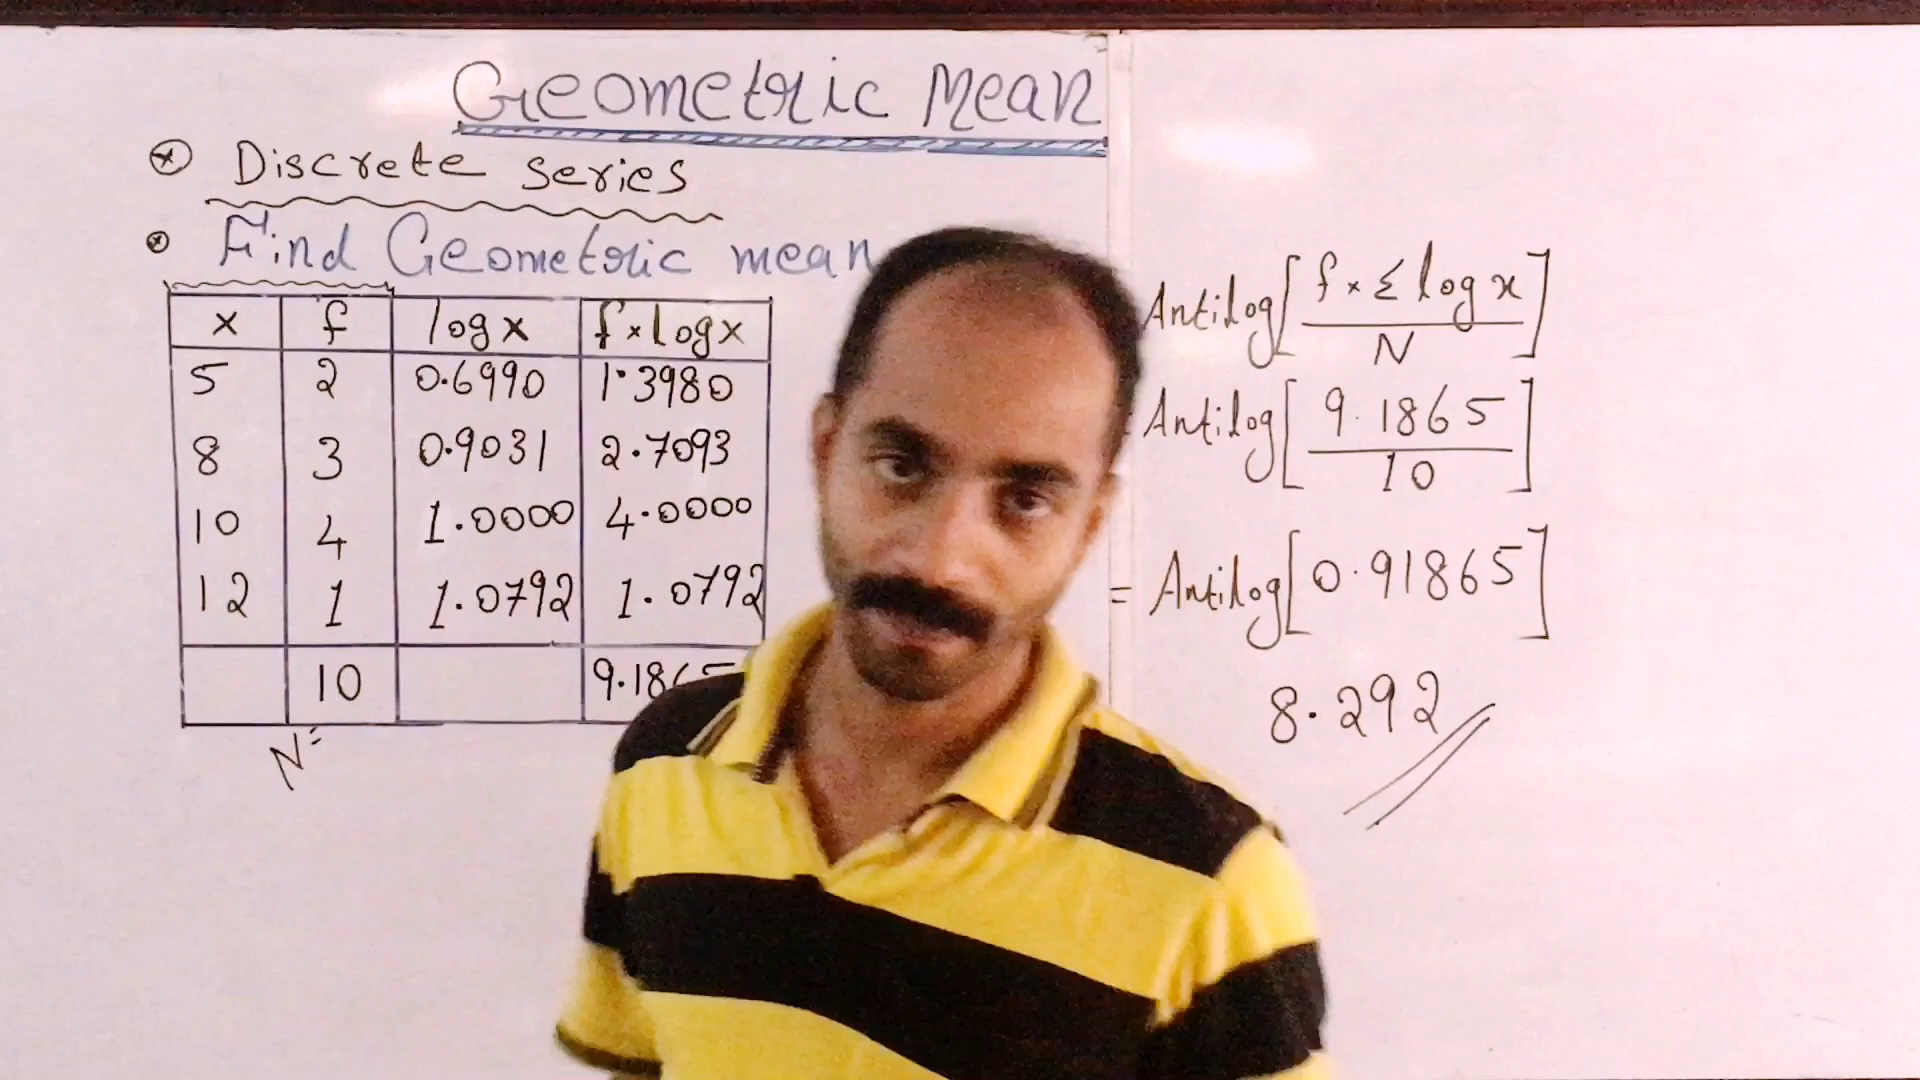 Geometric Mean
Discrete series
Find Geometric mean
x f log x f × log x
5 2 0.6990 1.3980
8 3 0.9031 2.7093
10 4 1.0000 4.0000
12 1 1.0792 1.0792
10 9.1865
N=
Antilog [ f × Σ log x / N ]
= Antilog [ 9.1865 / 10 ]
= Antilog [ 0.91865 ]
8.292